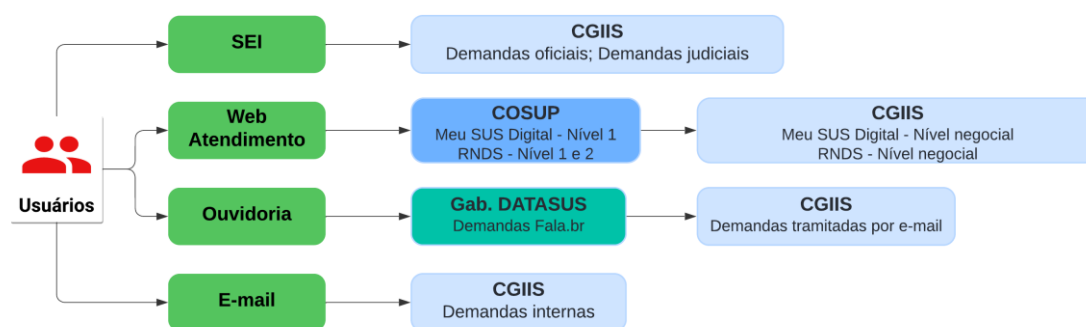 Usuários
SEI
CGIIS
Demandas oficiais; Demandas judiciais
Web
Atendimento
COSUP
Meu SUS Digital - Nível 1
RNDS - Nível 1 e 2
CGIIS
Meu SUS Digital - Nível negocial
RNDS - Nível negocial
Ouvidoria
Gab. DATASUS
Demandas Fala.br
CGIIS
Demandas tramitadas por e-mail
E-mail
CGIIS
Demandas internas